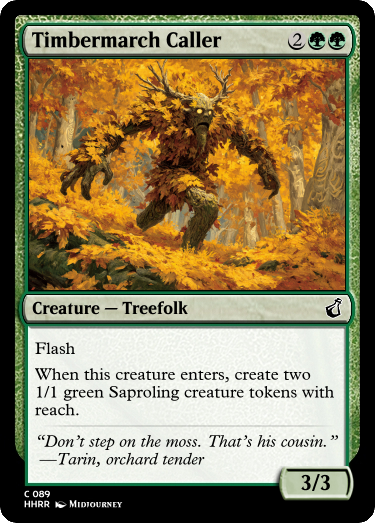 Timbermarch Caller 2
Creature — Treefolk
Flash
When this creature enters, create two
1/1 green Saproling creature tokens with
reach.
“Don’t step on the moss. That’s his cousin.”
—Tarin, orchard tender
3/3
C 089
HHRR Midjourney